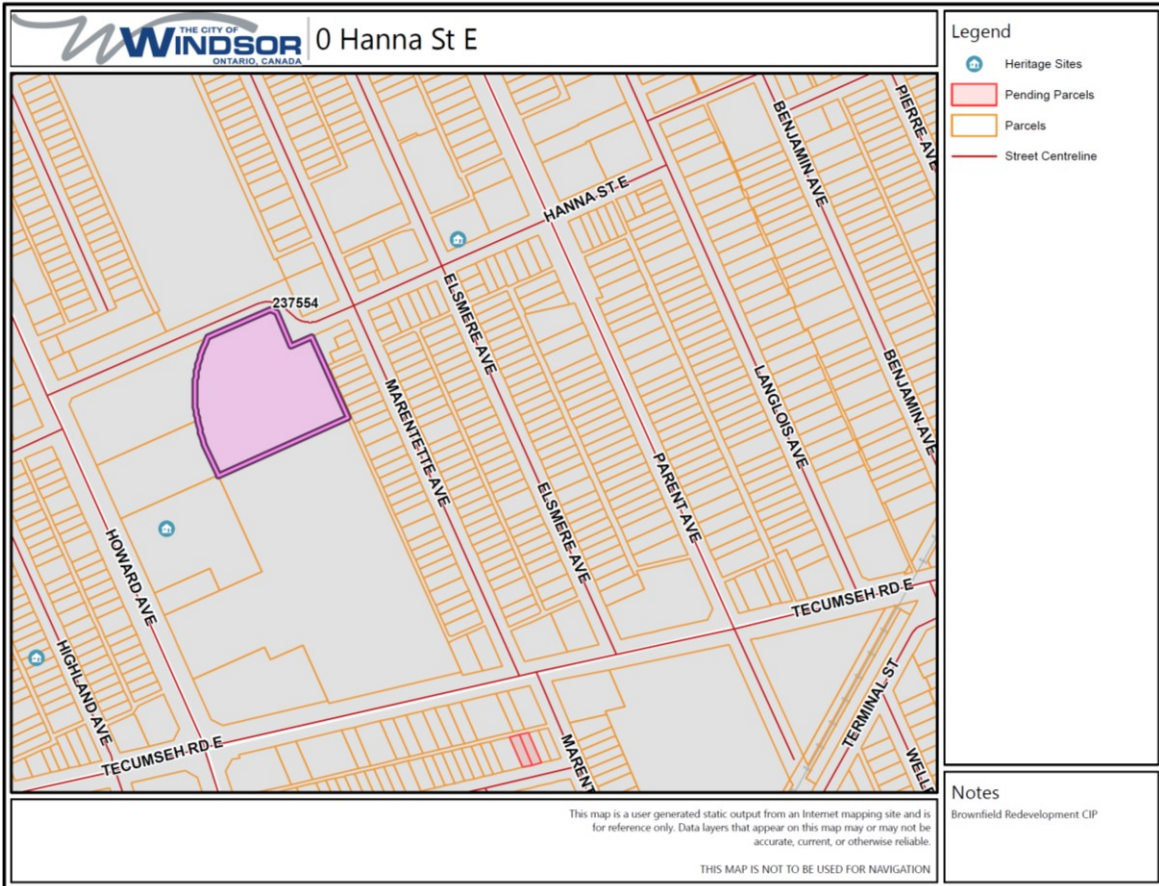 THE CITY OF
WINDSOR
ONTARIO, CANADA
0 Hanna St E
Legend
Heritage Sites
Pending Parcels
Parcels
Street Centreline
PIERRE AVE
BENJAMIN AVE
HANNA ST E
237554
ELSMERE AVE
BENJAMIN AVE
LANGLOIS AVE
MARENTETTE AVE
PARENT AVE
ELSMERE AVE
HOWARD AVE
TECUMSEH RD E
HIGHLAND AVE
TERMINAL ST
TECUMSEH RD E
MARENT
WELL
Notes
Brownfield Redevelopment CIP
This map is a user generated static output from an Internet mapping site and is
for reference only. Data layers that appear on this map may or may not be
accurate, current, or otherwise reliable.
THIS MAP IS NOT TO BE USED FOR NAVIGATION